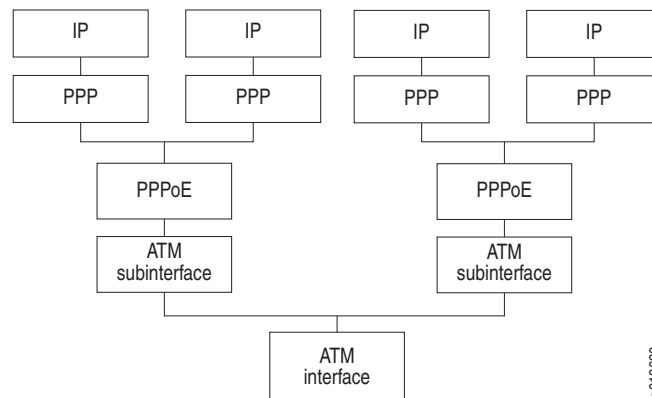 IP
IP
IP
IP
PPP
PPP
PPP
PPP
PPPoE
PPPoE
ATM
subinterface
ATM
subinterface
ATM
interface